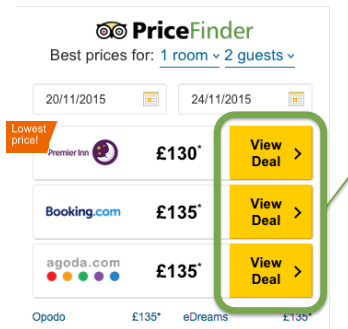 PriceFinder
Best prices for: 1 room 2 guests
20/11/2015 24/11/2015
Lowest price!
Premier Inn £130* View Deal
Booking.com £135* View Deal
agoda.com £135* View Deal
Opodo £135* eDreams £135*